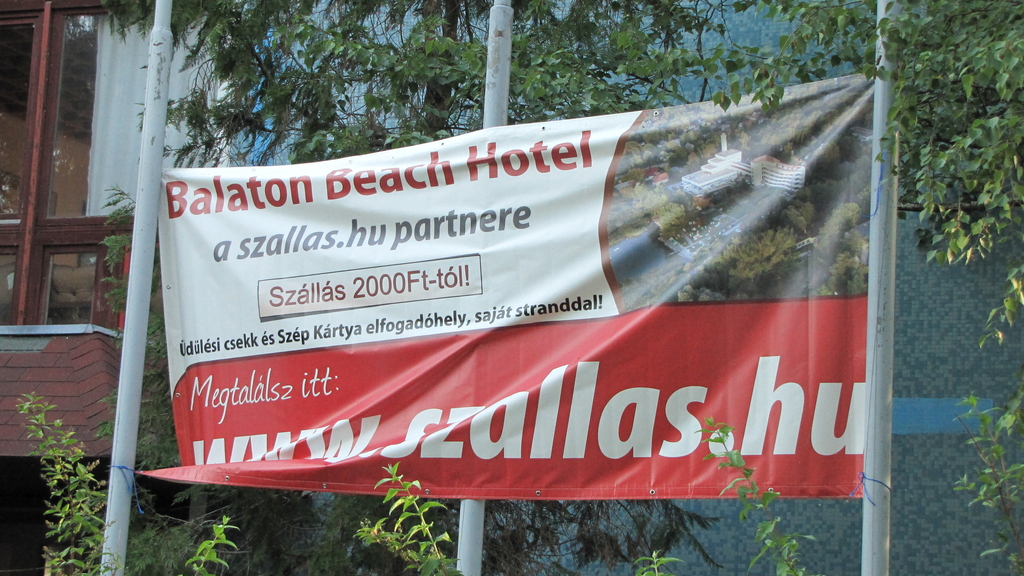 Balaton Beach Hotel
a szallas.hu partnere
Szállás 2000Ft-tól!
Üdülési csekk és Szép Kártya elfogadóhely, saját stranddal!
Megtalálsz itt:
www.szallas.hu